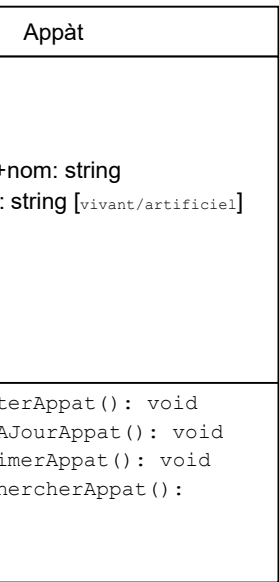 Appàt
+nom: string
: string [vivant/artificiel]
terAppat(): void
AJourAppat(): void
imerAppat(): void
hercherAppat():